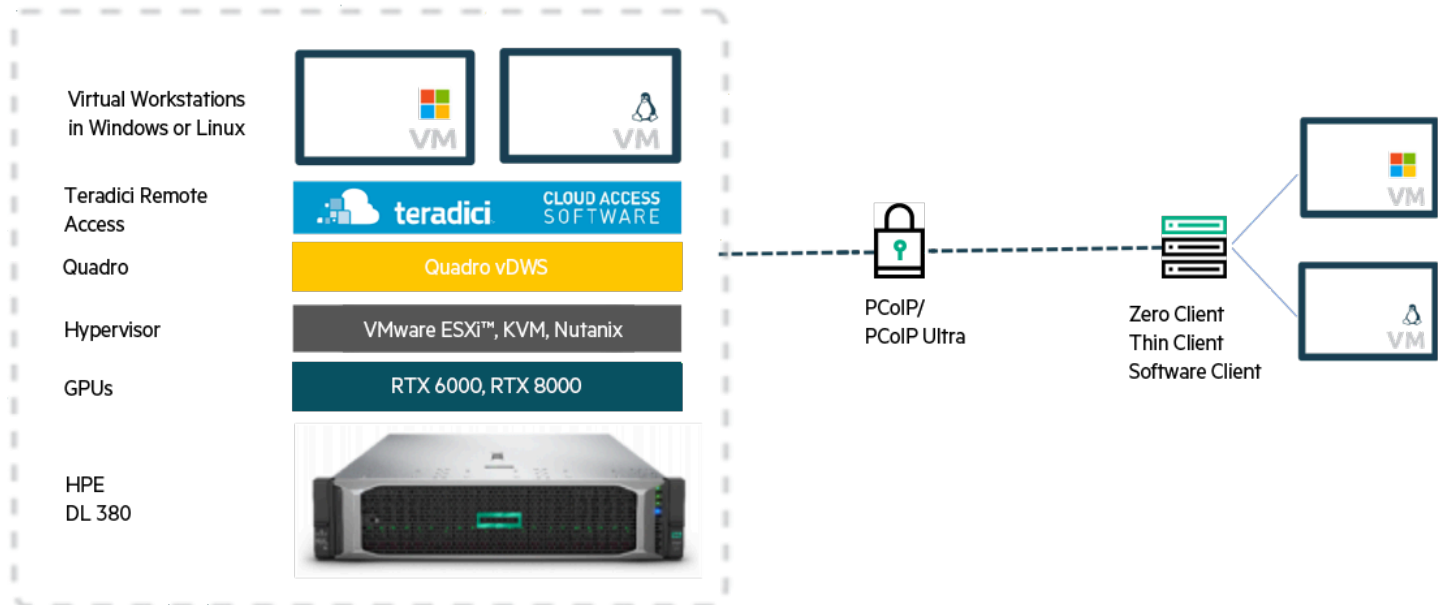 Virtual Workstations
in Windows or Linux
VM
VM
Teradici Remote
Access
teradici
CLOUD ACCESS
SOFTWARE
Quadro
Quadro vDWS
Hypervisor
VMware ESXi™, KVM, Nutanix
GPUs
RTX 6000, RTX 8000
HPE
DL 380
PCoIP/
PCoIP Ultra
Zero Client
Thin Client
Software Client
VM
VM